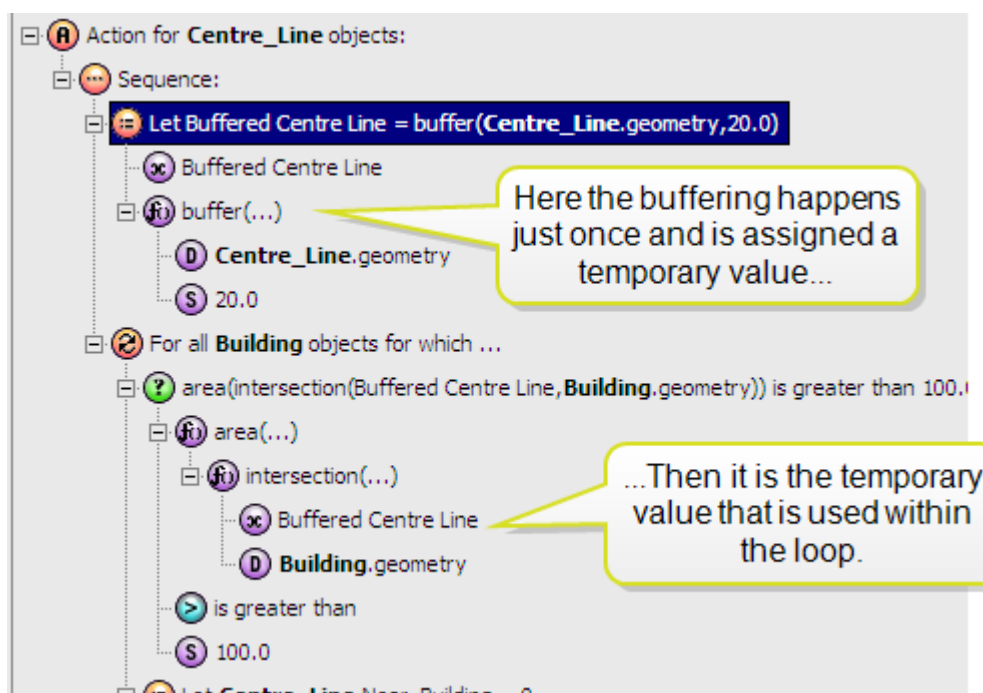 Action for Centre_Line objects:
Sequence:
Let Buffered Centre Line = buffer(Centre_Line.geometry,20.0)
Buffered Centre Line
buffer(...)
Centre_Line.geometry
20.0
Here the buffering happens
just once and is assigned a
temporary value...
For all Building objects for which ...
area(intersection(Buffered Centre Line,Building.geometry)) is greater than 100.
area(...)
intersection(...)
Buffered Centre Line
Building.geometry
...Then it is the temporary
value that is used within
the loop.
is greater than
100.0